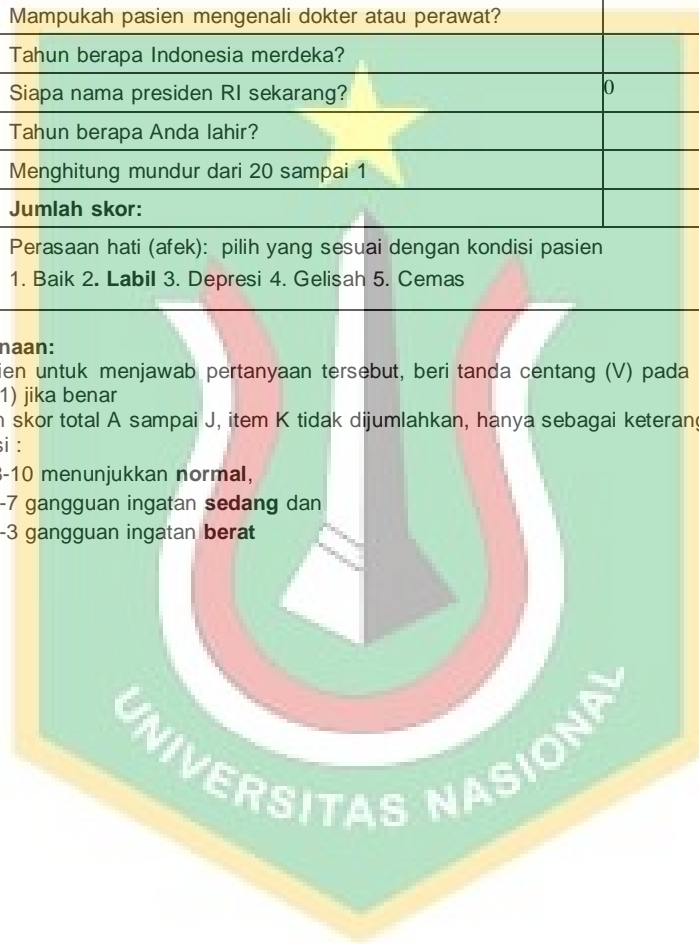 Mampukah pasien mengenali dokter atau perawat?
Tahun berapa Indonesia merdeka?
Siapa nama presiden RI sekarang? 0
Tahun berapa Anda lahir?
Menghitung mundur dari 20 sampai 1
Jumlah skor:
Perasaan hati (afek): pilih yang sesuai dengan kondisi pasien
1. Baik 2. Labil 3. Depresi 4. Gelisah 5. Cemas
naan:
ien untuk menjawab pertanyaan tersebut, beri tanda centang (V) pada
1) jika benar
n skor total A sampai J, item K tidak dijumlahkan, hanya sebagai keterang
si :
-10 menunjukkan normal,
-7 gangguan ingatan sedang dan
-3 gangguan ingatan berat
UNIVERSITAS NASIONAL